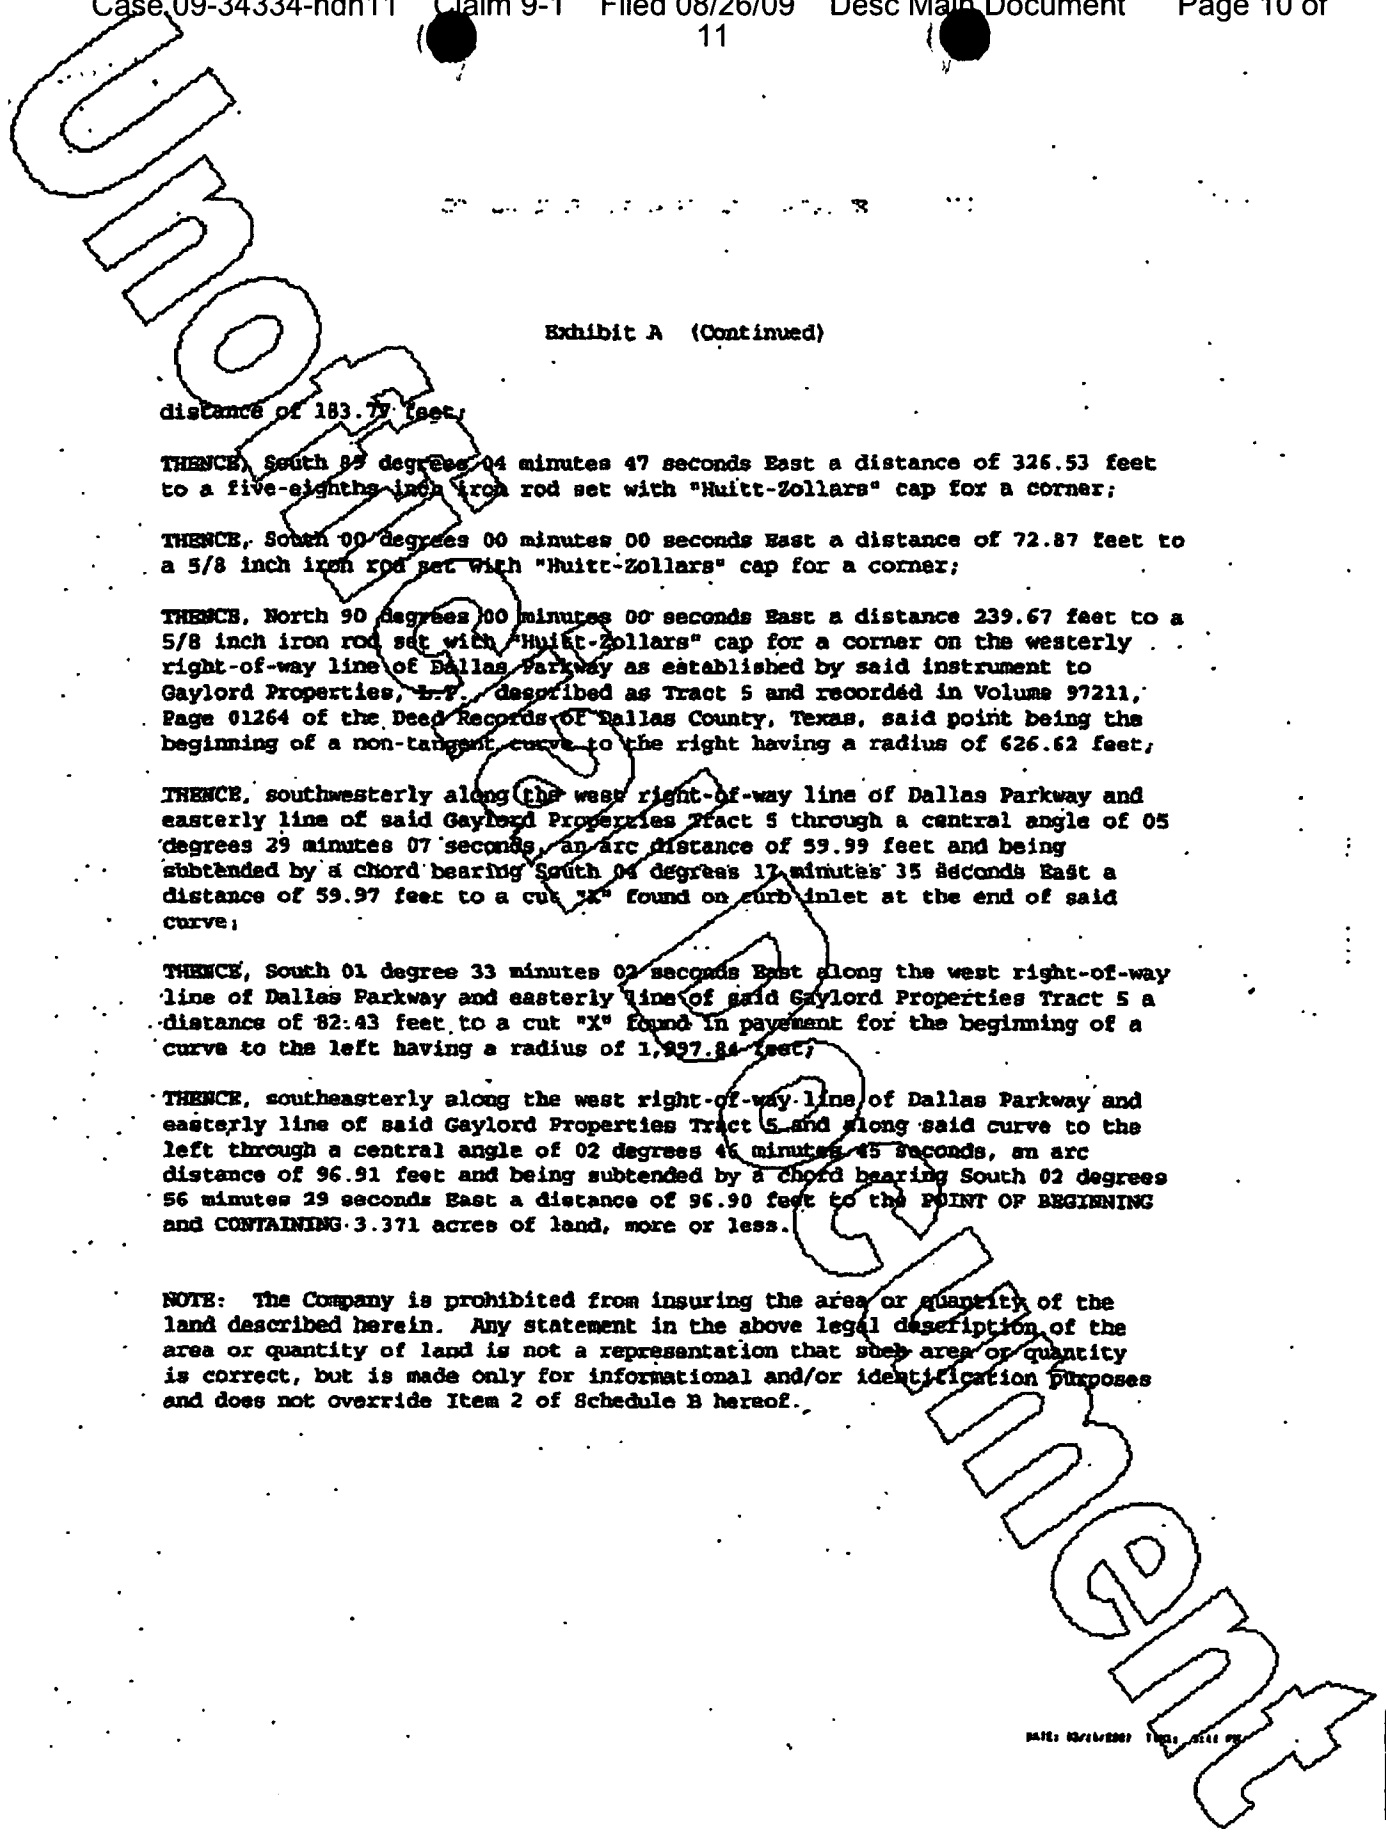 Case 09-34334-hdh11 Claim 9-1 Filed 08/26/09 Desc Main Document Page 10 of
11
Unofficial Document
Exhibit A (Continued)
distance of 183.77 feet;
THENCE, South 89 degrees 04 minutes 47 seconds East a distance of 326.53 feet
to a five-eighths inch iron rod set with "Huitt-Zollars" cap for a corner;
THENCE, South 00 degrees 00 minutes 00 seconds East a distance of 72.87 feet to
a 5/8 inch iron rod set with "Huitt-Zollars" cap for a corner;
THENCE, North 90 degrees 00 minutes 00 seconds East a distance 239.67 feet to a
5/8 inch iron rod set with "Huitt-Zollars" cap for a corner on the westerly
right-of-way line of Dallas Parkway as established by said instrument to
Gaylord Properties, L.P., described as Tract 5 and recorded in Volume 97211,
Page 01264 of the Deed Records of Dallas County, Texas, said point being the
beginning of a non-tangent curve to the right having a radius of 626.62 feet;
THENCE, southwesterly along the west right-of-way line of Dallas Parkway and
easterly line of said Gaylord Properties Tract 5 through a central angle of 05
degrees 29 minutes 07 seconds, an arc distance of 59.99 feet and being
subtended by a chord bearing South 04 degrees 17 minutes 35 seconds East a
distance of 59.97 feet to a cut "X" found on curb inlet at the end of said
curve;
THENCE, South 01 degree 33 minutes 02 seconds East along the west right-of-way
line of Dallas Parkway and easterly line of said Gaylord Properties Tract 5 a
distance of 82.43 feet to a cut "X" found in pavement for the beginning of a
curve to the left having a radius of 1,997.84 feet;
THENCE, southeasterly along the west right-of-way line of Dallas Parkway and
easterly line of said Gaylord Properties Tract 5 and along said curve to the
left through a central angle of 02 degrees 46 minutes 45 seconds, an arc
distance of 96.91 feet and being subtended by a chord bearing South 02 degrees
56 minutes 29 seconds East a distance of 96.90 feet to the POINT OF BEGINNING
and CONTAINING 3.371 acres of land, more or less.
NOTE: The Company is prohibited from insuring the area or quantity of the
land described herein. Any statement in the above legal description of the
area or quantity of land is not a representation that such area or quantity
is correct, but is made only for informational and/or identification purposes
and does not override Item 2 of Schedule B hereof.
DATE: